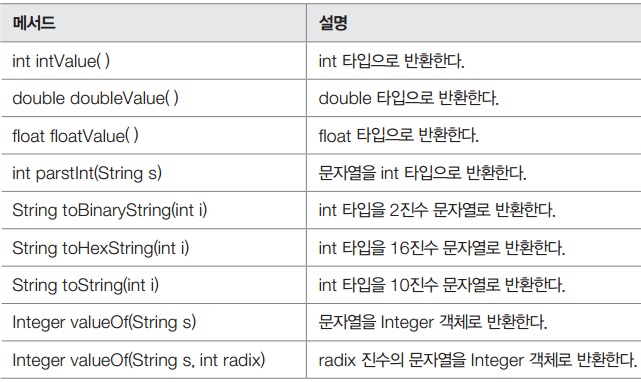 메서드 설명
int intValue( ) int 타입으로 반환한다.
double doubleValue( ) double 타입으로 반환한다.
float floatValue( ) float 타입으로 반환한다.
int parstInt(String s) 문자열을 int 타입으로 반환한다.
String toBinaryString(int i) int 타입을 2진수 문자열로 반환한다.
String toHexString(int i) int 타입을 16진수 문자열로 반환한다.
String toString(int i) int 타입을 10진수 문자열로 반환한다.
Integer valueOf(String s) 문자열을 Integer 객체로 반환한다.
Integer valueOf(String s, int radix) radix 진수의 문자열을 Integer 객체로 반환한다.